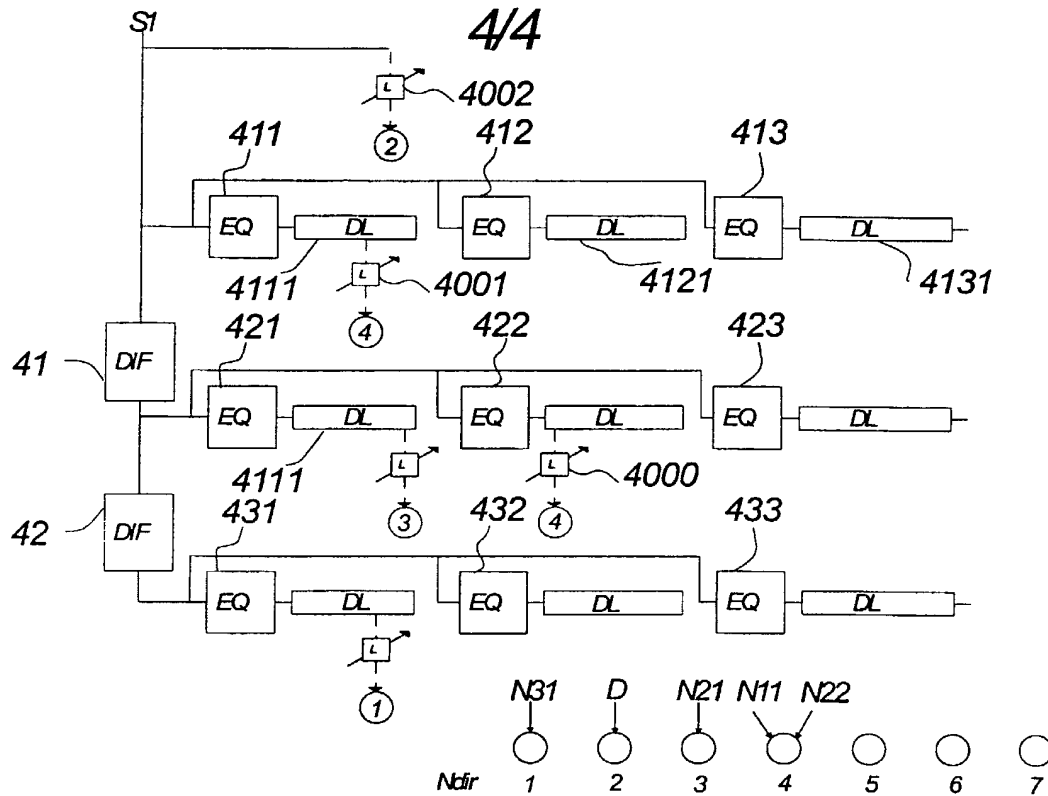 S1
4/4
L 4002
2
411 412 413
EQ DL EQ DL EQ DL
4111 L 4001 4121 4131
4
421 422 423
41 DIF
EQ DL EQ DL EQ DL
4111 L L 4000
3 4
42 DIF
431 432 433
EQ DL EQ DL EQ DL
L
1
N31 D N21 N11 N22
Ndir 1 2 3 4 5 6 7